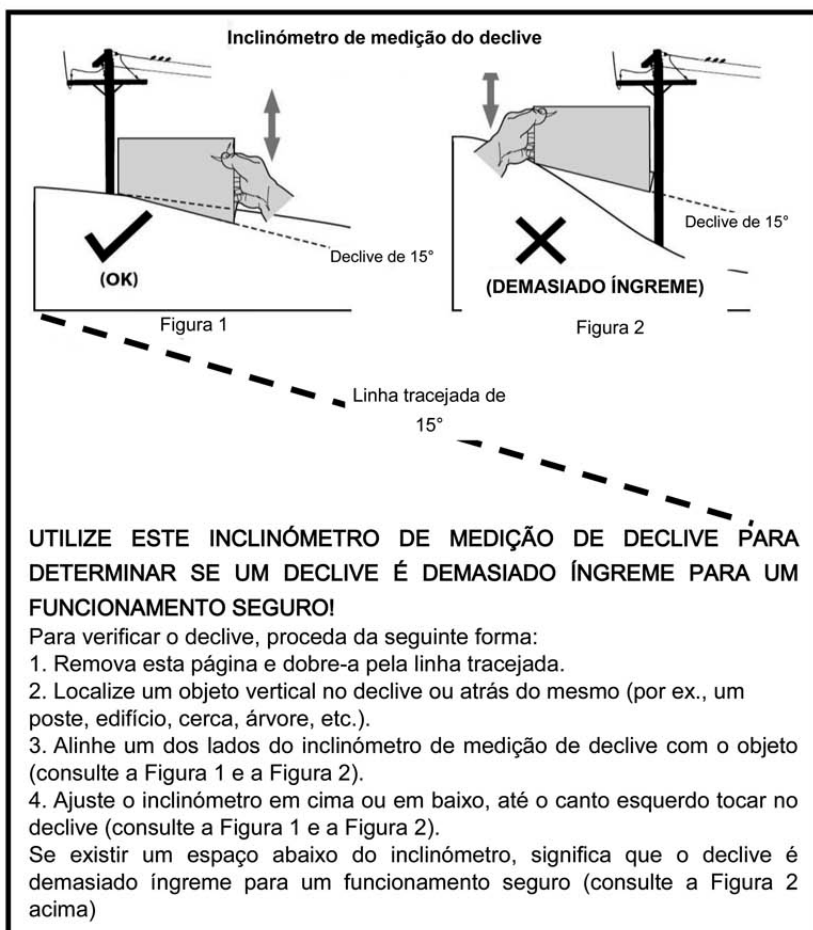 Inclinómetro de medição do declive
Declive de 15°
(OK)
Figura 1
Declive de 15°
(DEMASIADO ÍNGREME)
Figura 2
Linha tracejada de
15°
UTILIZE ESTE INCLINÓMETRO DE MEDIÇÃO DE DECLIVE PARA
DETERMINAR SE UM DECLIVE É DEMASIADO ÍNGREME PARA UM
FUNCIONAMENTO SEGURO!
Para verificar o declive, proceda da seguinte forma:
1. Remova esta página e dobre-a pela linha tracejada.
2. Localize um objeto vertical no declive ou atrás do mesmo (por ex., um
poste, edifício, cerca, árvore, etc.).
3. Alinhe um dos lados do inclinómetro de medição de declive com o objeto
(consulte a Figura 1 e a Figura 2).
4. Ajuste o inclinómetro em cima ou em baixo, até o canto esquerdo tocar no
declive (consulte a Figura 1 e a Figura 2).
Se existir um espaço abaixo do inclinómetro, significa que o declive é
demasiado íngreme para um funcionamento seguro (consulte a Figura 2
acima)